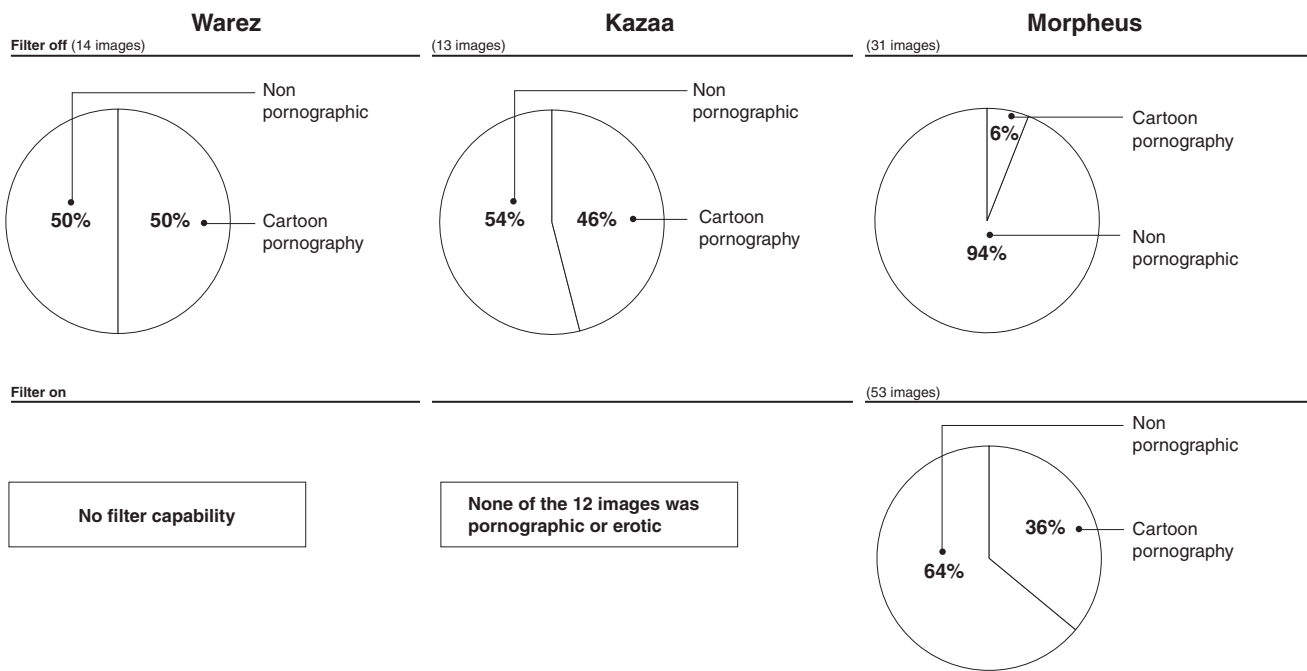 Warez
Kazaa
Morpheus
Filter off (14 images)
(13 images)
(31 images)
Non
pornographic
50%
50%
Cartoon
pornography
Non
pornographic
54%
46%
Cartoon
pornography
Cartoon
pornography
6%
Non
pornographic
94%
Filter on
(53 images)
No filter capability
None of the 12 images was
pornographic or erotic
Non
pornographic
36%
Cartoon
pornography
64%